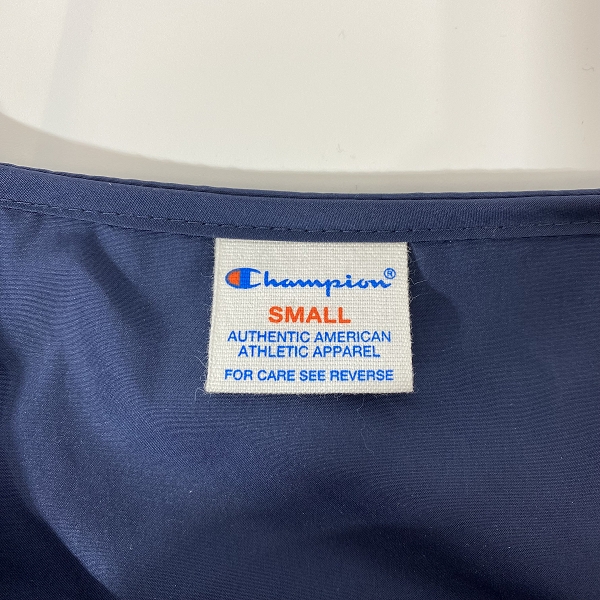 Champion®
SMALL
AUTHENTIC AMERICAN
ATHLETIC APPAREL
FOR CARE SEE REVERSE